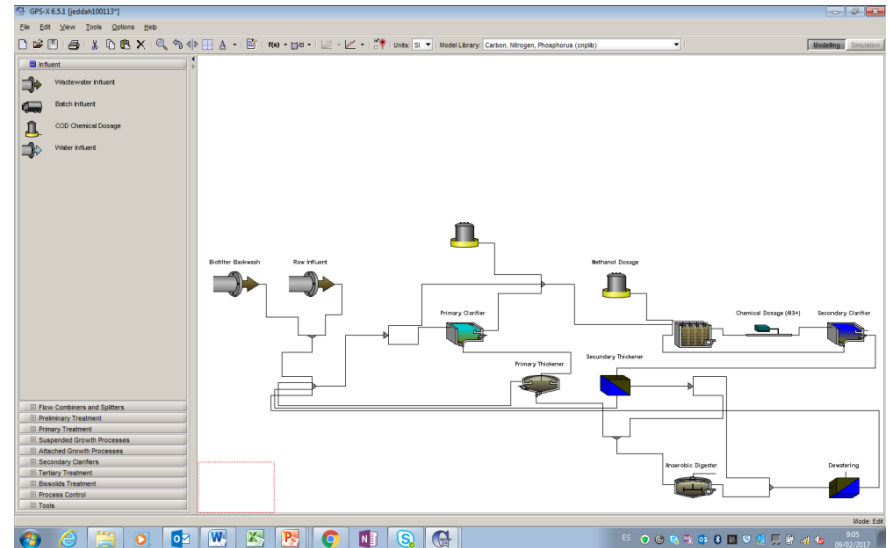 GPS-X 6.5.1 [jeddah100113*]
File Edit View Tools Options Help
f(x) Units: SI Model Library: Carbon, Nitrogen, Phosphorus (cnplib) Modelling Simulation
Influent
Wastewater Influent
Batch Influent
COD Chemical Dosage
Water Influent
Biofilter Backwash Raw Influent Methanol Dosage
Primary Clarifier Chemical Dosage (Al3+) Secondary Clarifier
Primary Thickener Secundary Thickener
Anaerobic Digester Dewatering
Flow Combiners and Splitters
Preliminary Treatment
Primary Treatment
Suspended Growth Processes
Attached Growth Processes
Secondary Clarifiers
Tertiary Treatment
Biosolids Treatment
Process Control
Tools
Mode: Edit
ES 9:05
09/02/2017